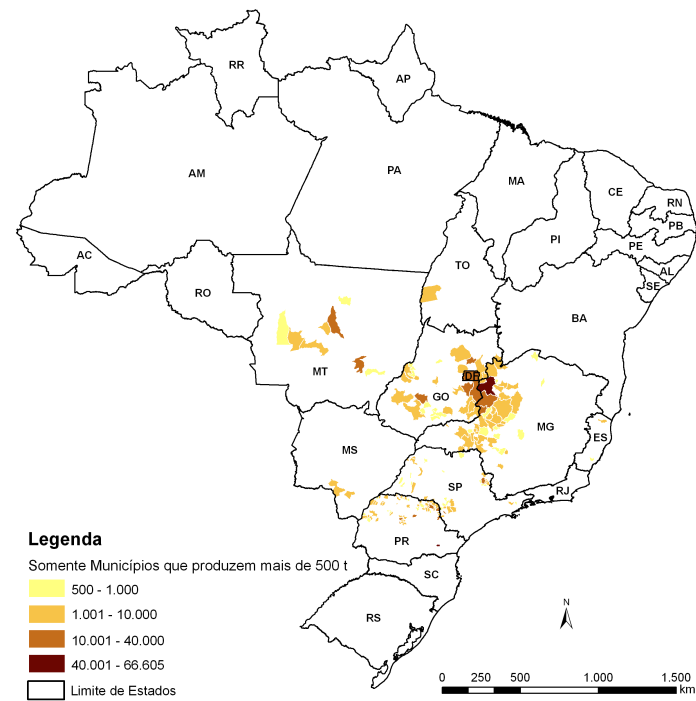 RR
AP
AM
PA
MA
CE
RN
PB
PE
AL
SE
PI
AC
RO
TO
BA
MT
DF
GO
MG
ES
MS
SP
RJ
PR
SC
RS
Legenda
Somente Municípios que produzem mais de 500 t
500 - 1.000
1.001 - 10.000
10.001 - 40.000
40.001 - 66.605
Limite de Estados
N
0 250 500 1.000 1.500
km